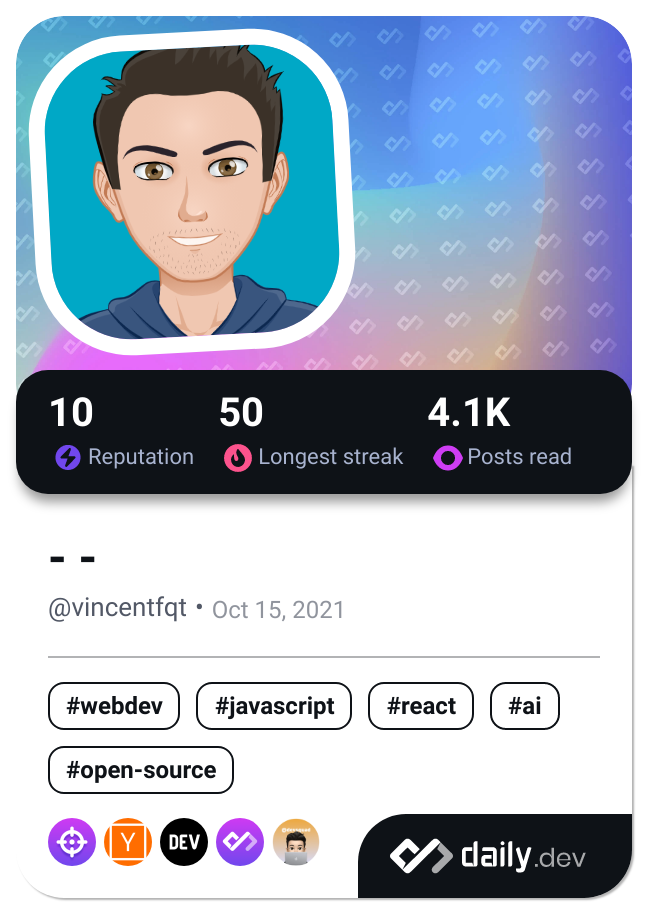 10 50 4.1K
Reputation Longest streak Posts read
- -
@vincentfqt • Oct 15, 2021
#webdev #javascript #react #ai
#open-source
Y DEV
daily.dev